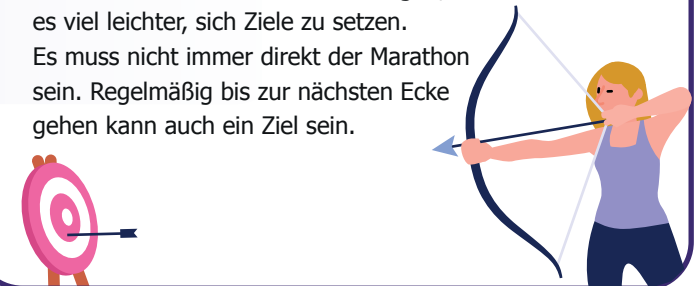 es viel leichter, sich Ziele zu setzen.
Es muss nicht immer direkt der Marathon
sein. Regelmäßig bis zur nächsten Ecke
gehen kann auch ein Ziel sein.